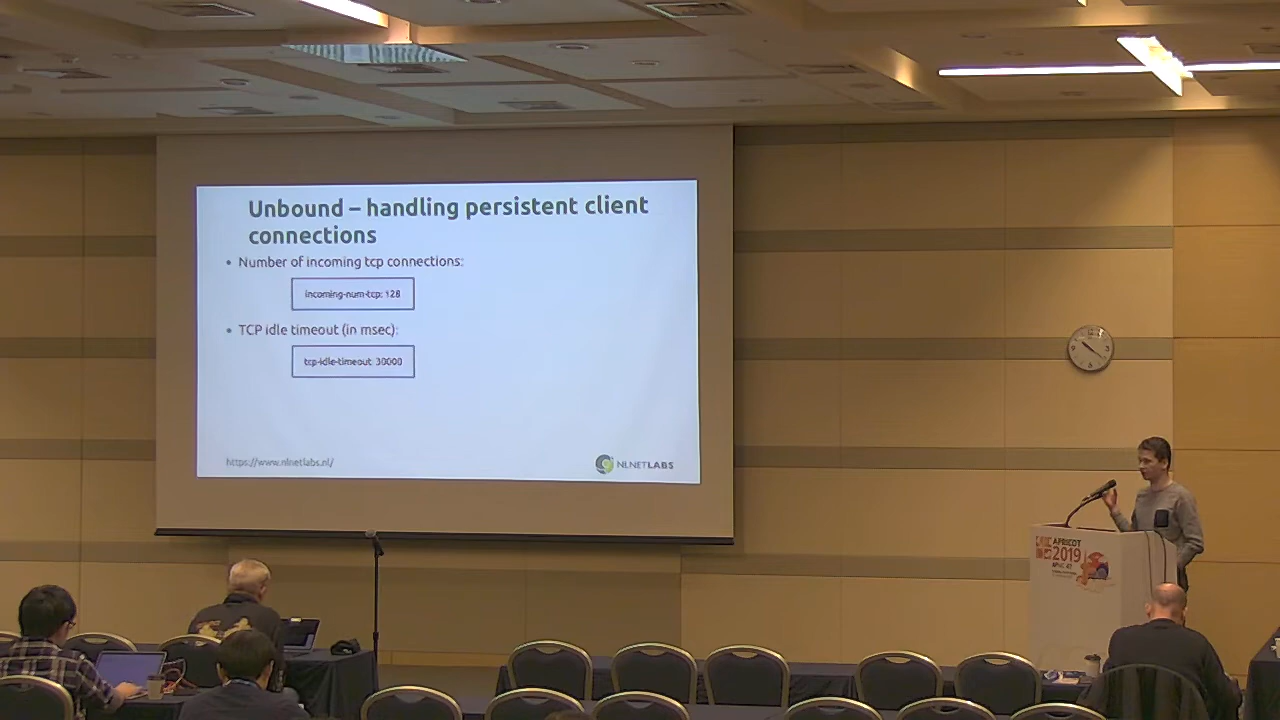 Unbound – handling persistent client
connections
• Number of incoming tcp connections:
incoming-num-tcp: 128
• TCP idle timeout (in msec):
tcp-idle-timeout: 30000
https://www.nlnetlabs.nl/
NLNETLABS
APRICOT
2019